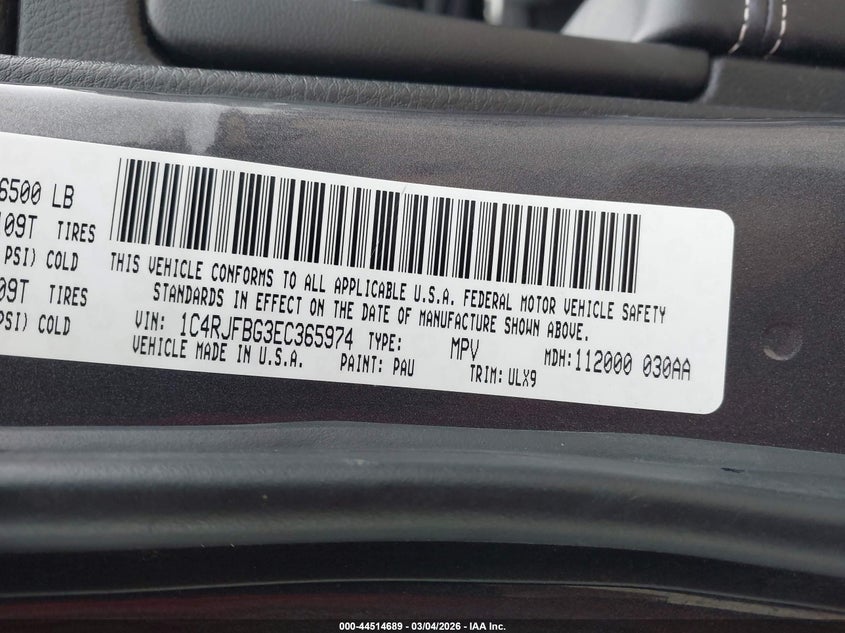 6500 LB
109T TIRES
PSI) COLD
09T TIRES
PSI) COLD
THIS VEHICLE CONFORMS TO ALL APPLICABLE U.S.A. FEDERAL MOTOR VEHICLE SAFETY
STANDARDS IN EFFECT ON THE DATE OF MANUFACTURE SHOWN ABOVE.
VIN: 1C4RJFBG3EC365974 TYPE: MPV MDH:112000 030AA
VEHICLE MADE IN U.S.A. PAINT: PAU TRIM:ULX9
000-44514689 - 03/04/2026 - IAA Inc.